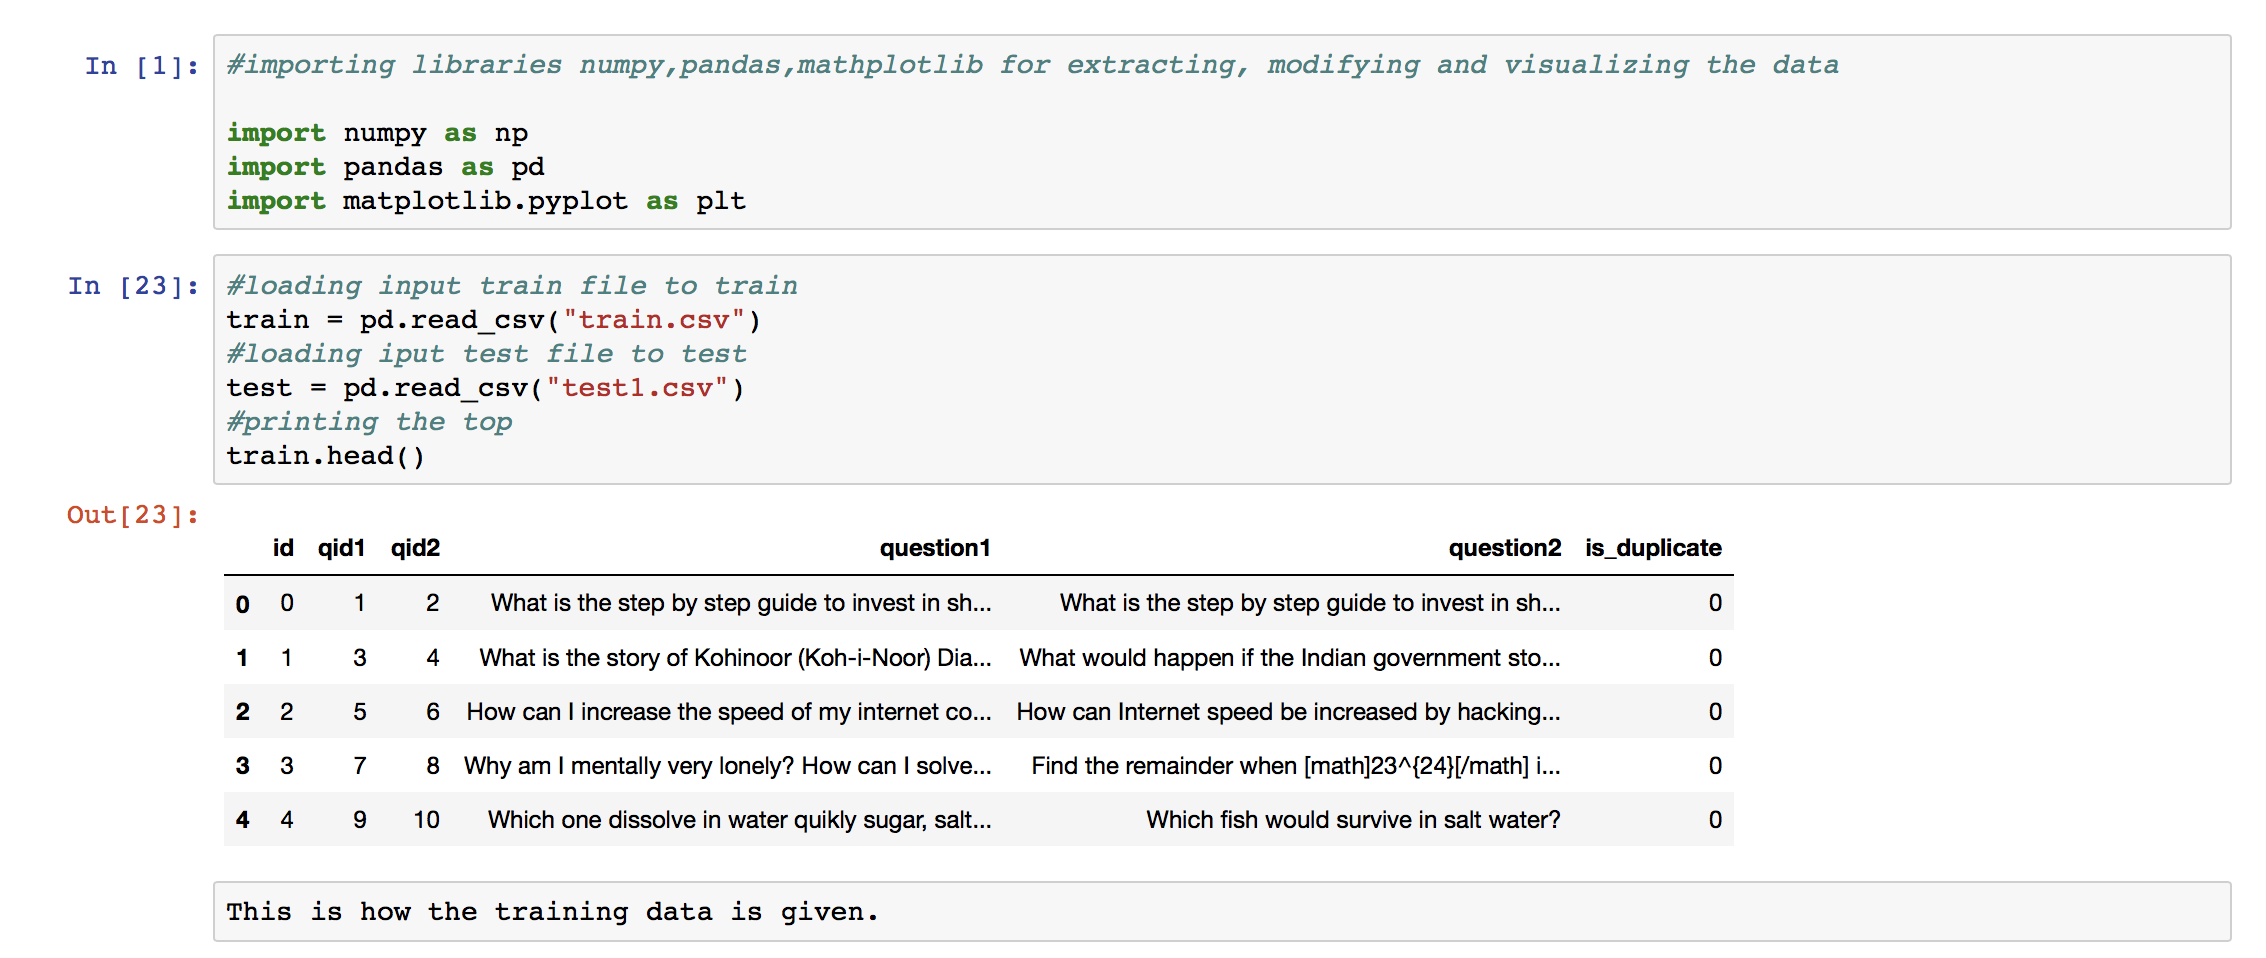 In [1]: #importing libraries numpy,pandas,mathplotlib for extracting, modifying and visualizing the data
import numpy as np
import pandas as pd
import matplotlib.pyplot as plt
In [23]: #loading input train file to train
train = pd.read_csv("train.csv")
#loading iput test file to test
test = pd.read_csv("test1.csv")
#printing the top
train.head()
Out[23]:
id qid1 qid2 question1 question2 is_duplicate
0 0 1 2 What is the step by step guide to invest in sh... What is the step by step guide to invest in sh... 0
1 1 3 4 What is the story of Kohinoor (Koh-i-Noor) Dia... What would happen if the Indian government sto... 0
2 2 5 6 How can I increase the speed of my internet co... How can Internet speed be increased by hacking... 0
3 3 7 8 Why am I mentally very lonely? How can I solve... Find the remainder when [math]23^{24}[/math] i... 0
4 4 9 10 Which one dissolve in water quikly sugar, salt... Which fish would survive in salt water? 0
This is how the training data is given.